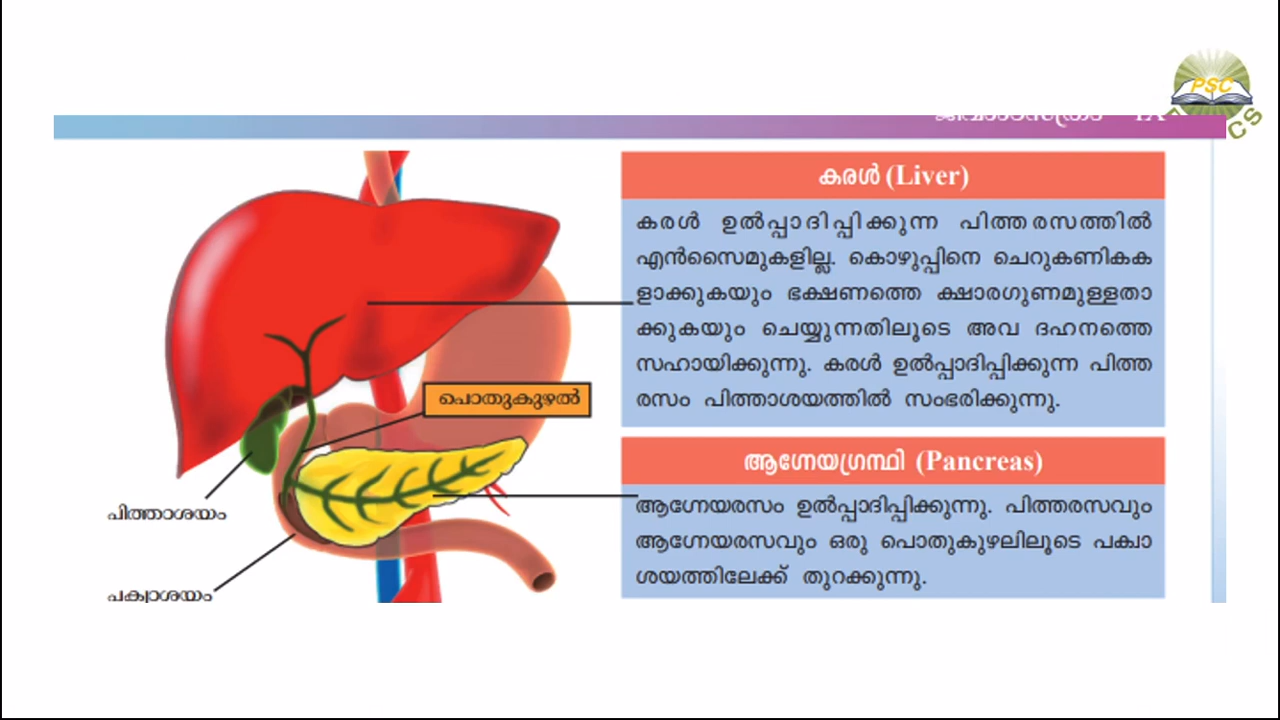 PSC
കരൾ (Liver)
കരൾ ഉൽപ്പാദിപ്പിക്കുന്ന പിത്തരസത്തിൽ
എൻസൈമുകളില്ല. കൊഴുപ്പിനെ ചെറുകണികക
ളാക്കുകയും ഭക്ഷണത്തെ ക്ഷാരഗുണമുള്ളതാ
ക്കുകയും ചെയ്യുന്നതിലൂടെ അവ ദഹനത്തെ
സഹായിക്കുന്നു. കരൾ ഉൽപ്പാദിപ്പിക്കുന്ന പിത്ത
രസം പിത്താശയത്തിൽ സംഭരിക്കുന്നു.
പൊതുകുഴൽ
ആഗ്നേയഗ്രന്ഥി (Pancreas)
ആഗ്നേയരസം ഉൽപ്പാദിപ്പിക്കുന്നു. പിത്തരസവും
ആഗ്നേയരസവും ഒരു പൊതുകുഴലിലൂടെ പക്വാ
ശയത്തിലേക്ക് തുറക്കുന്നു.
പിത്താശയം
പക്വാശയം